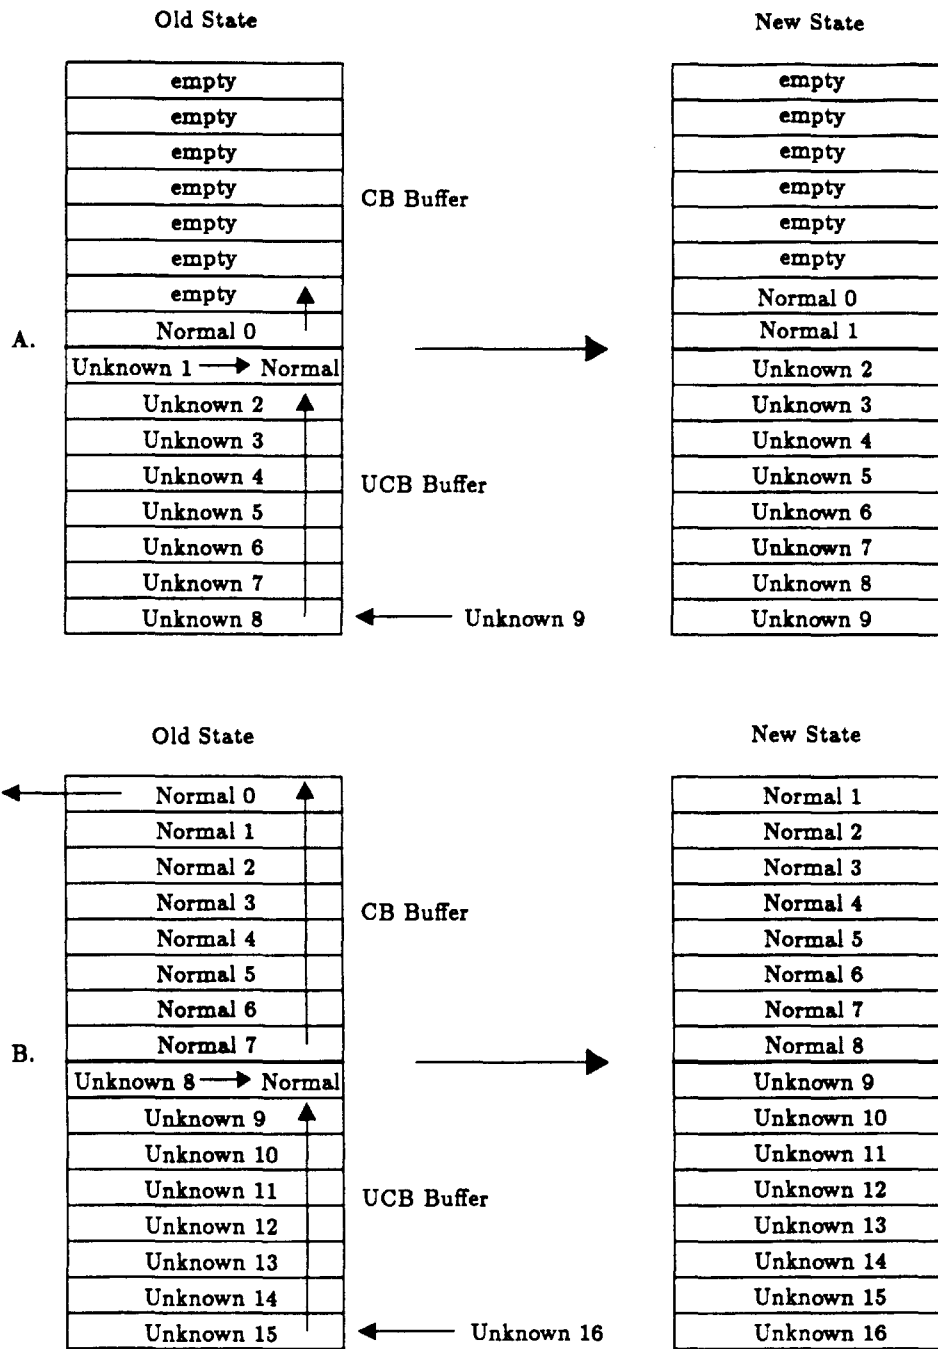 Old State
New State
empty
empty
empty
empty
empty
empty
empty
Normal 0
Unknown 1 Normal
Unknown 2
Unknown 3
Unknown 4
Unknown 5
Unknown 6
Unknown 7
Unknown 8
A.
CB Buffer
UCB Buffer
Unknown 9
empty
empty
empty
empty
empty
empty
Normal 0
Normal 1
Unknown 2
Unknown 3
Unknown 4
Unknown 5
Unknown 6
Unknown 7
Unknown 8
Unknown 9
Old State
New State
Normal 0
Normal 1
Normal 2
Normal 3
Normal 4
Normal 5
Normal 6
Normal 7
Unknown 8 Normal
Unknown 9
Unknown 10
Unknown 11
Unknown 12
Unknown 13
Unknown 14
Unknown 15
B.
CB Buffer
UCB Buffer
Unknown 16
Normal 1
Normal 2
Normal 3
Normal 4
Normal 5
Normal 6
Normal 7
Normal 8
Unknown 9
Unknown 10
Unknown 11
Unknown 12
Unknown 13
Unknown 14
Unknown 15
Unknown 16